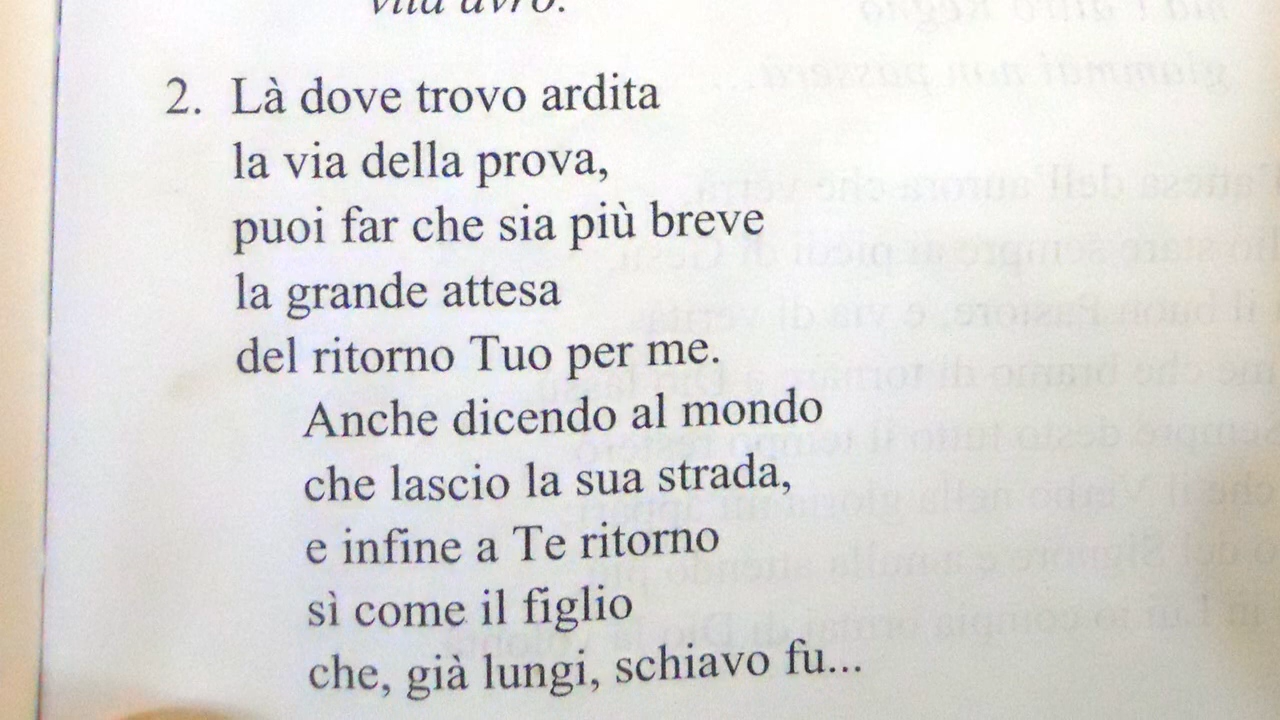 vita avrò.
2. Là dove trovo ardita
la via della prova,
puoi far che sia più breve
la grande attesa
del ritorno Tuo per me.
Anche dicendo al mondo
che lascio la sua strada,
e infine a Te ritorno
sì come il figlio
che, già lungi, schiavo fu...